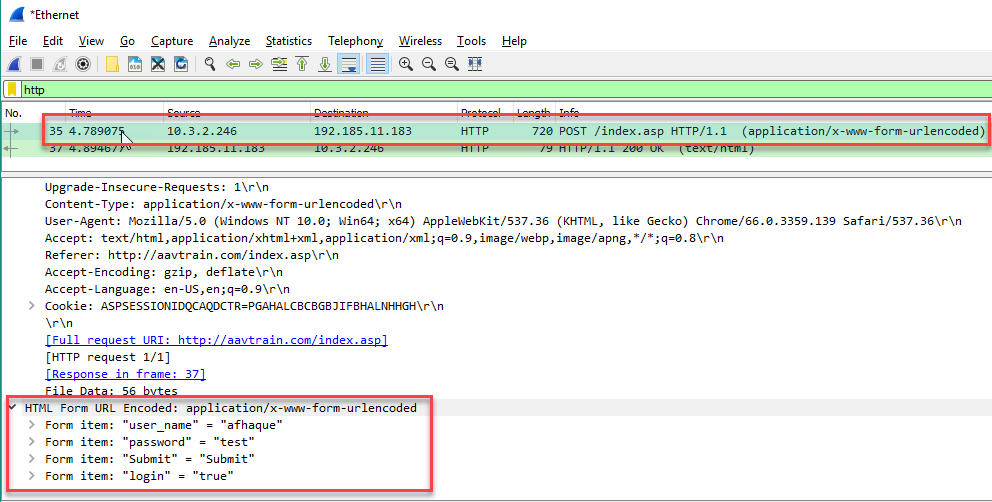 *Ethernet
File Edit View Go Capture Analyze Statistics Telephony Wireless Tools Help
http
No. Time Source Destination Protocol Length Info
35 4.789075 10.3.2.246 192.185.11.183 HTTP 720 POST /index.asp HTTP/1.1 (application/x-www-form-urlencoded)
37 4.894677 192.185.11.183 10.3.2.246 HTTP 79 HTTP/1.1 200 OK (text/html)
Upgrade-Insecure-Requests: 1\r\n
Content-Type: application/x-www-form-urlencoded\r\n
User-Agent: Mozilla/5.0 (Windows NT 10.0; Win64; x64) AppleWebKit/537.36 (KHTML, like Gecko) Chrome/66.0.3359.139 Safari/537.36\r\n
Accept: text/html,application/xhtml+xml,application/xml;q=0.9,image/webp,image/apng,*/*;q=0.8\r\n
Referer: http://aavtrain.com/index.asp\r\n
Accept-Encoding: gzip, deflate\r\n
Accept-Language: en-US,en;q=0.9\r\n
Cookie: ASPSESSIONIDQCAQDCTR=PGAHALCBCBGBJIFBHALNHHGH\r\n
\r\n
[Full request URI: http://aavtrain.com/index.asp]
[HTTP request 1/1]
[Response in frame: 37]
File Data: 56 bytes
HTML Form URL Encoded: application/x-www-form-urlencoded
Form item: "user_name" = "afhaque"
Form item: "password" = "test"
Form item: "Submit" = "Submit"
Form item: "login" = "true"